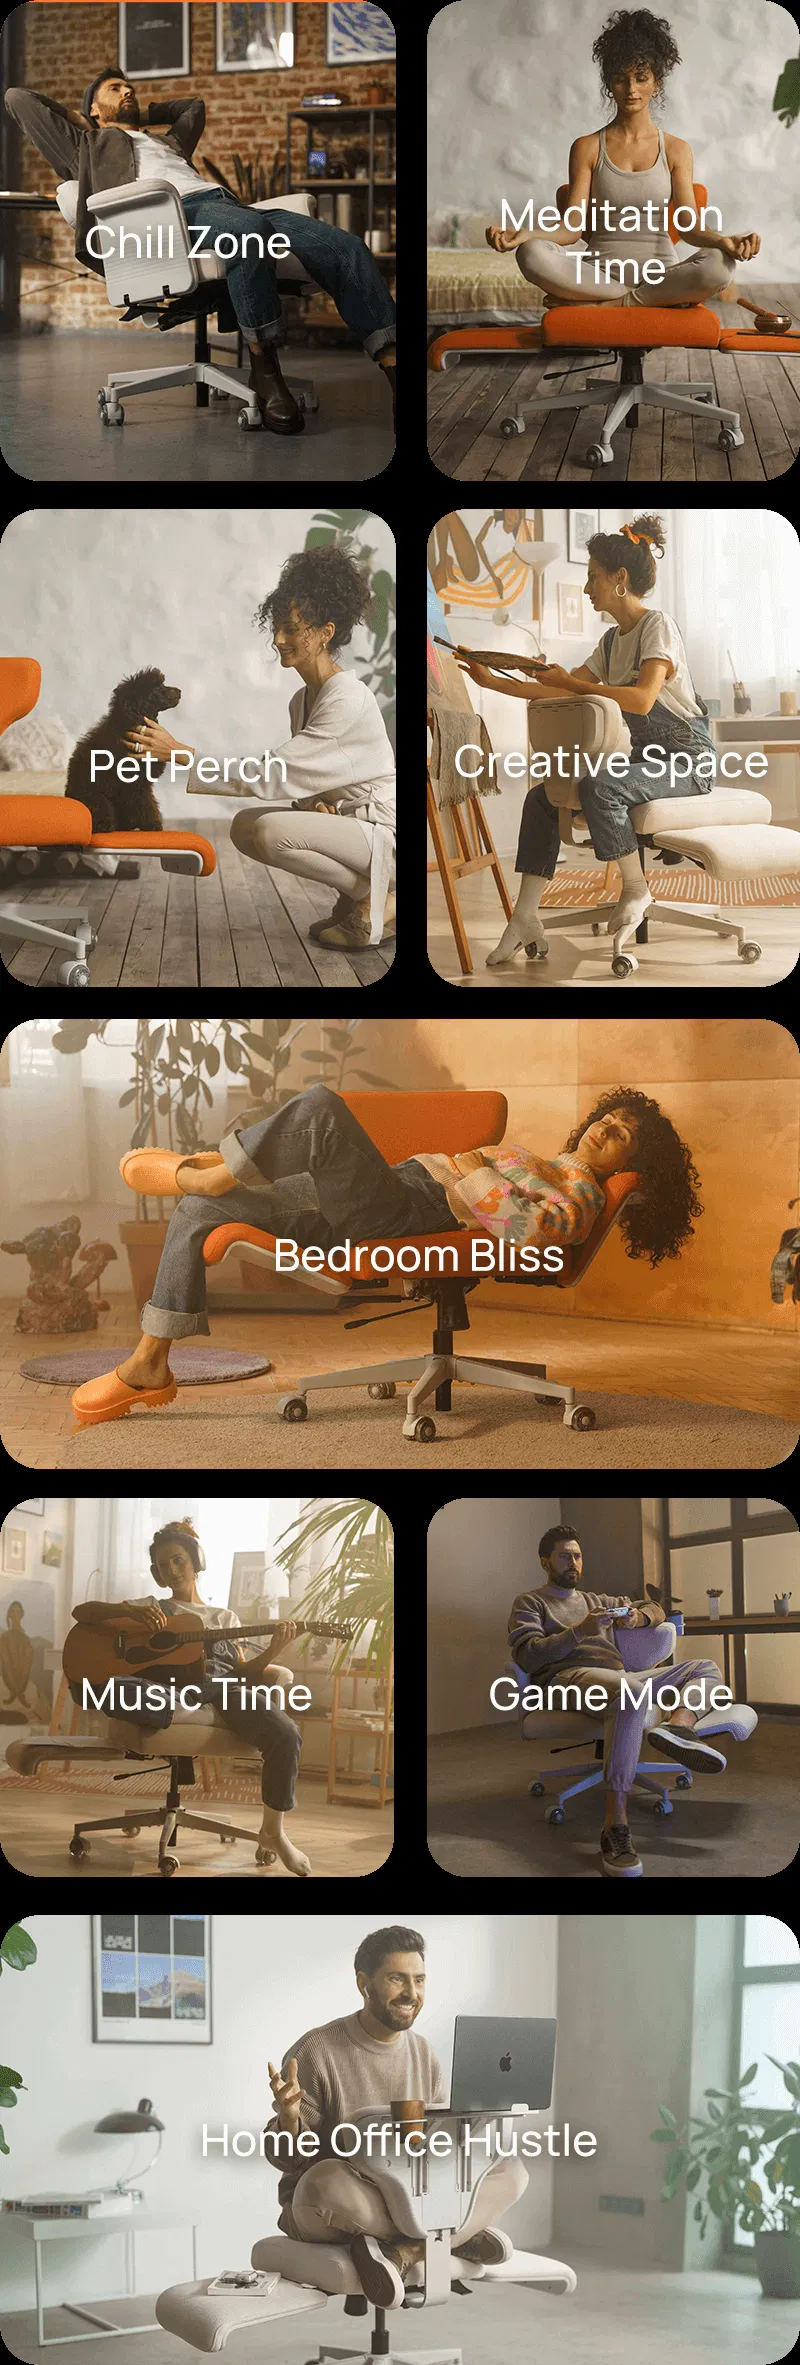 Chill Zone
Meditation
Time
Pet Perch
Creative Space
Bedroom Bliss
Music Time
Game Mode
Home Office Hustle